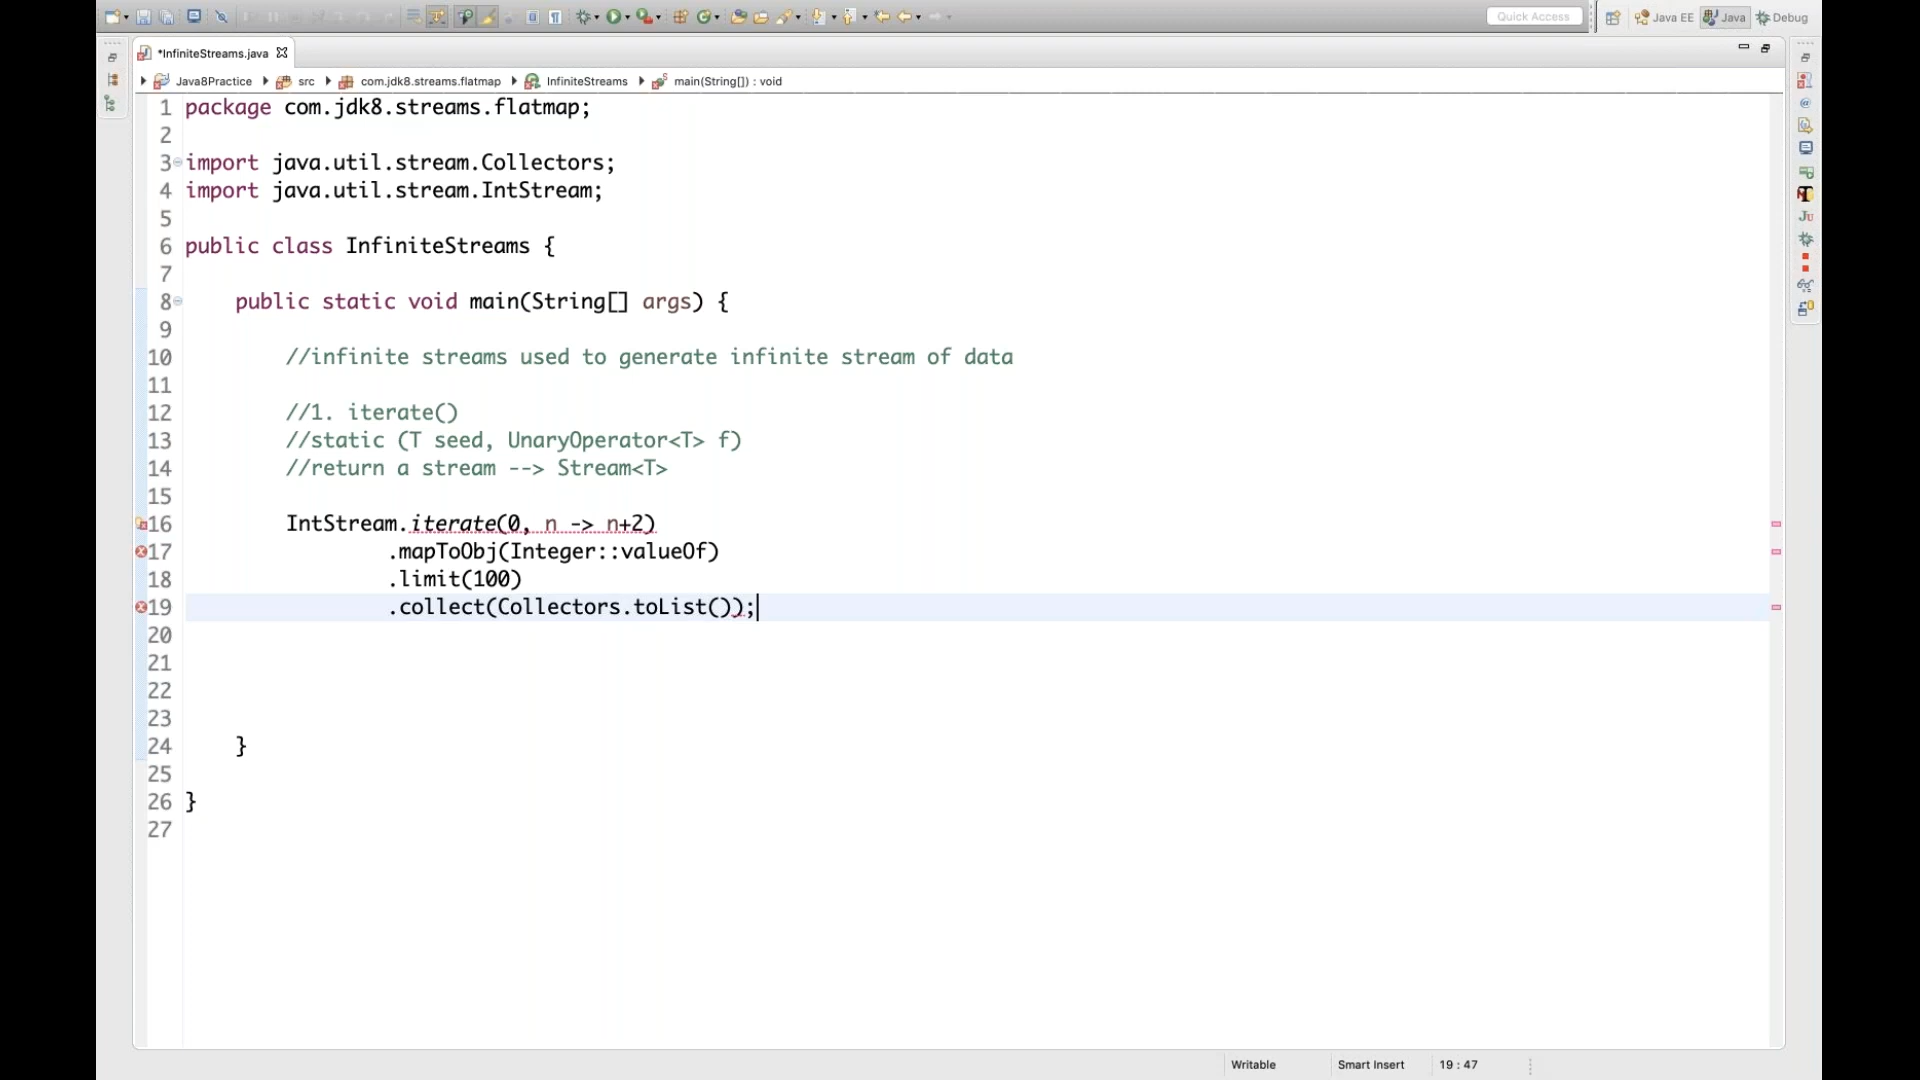 Quick Access
Java EE
Java
Debug
*InfiniteStreams.java
Java8Practice
src
com.jdk8.streams.flatmap
InfiniteStreams
main(String[]) : void
1 package com.jdk8.streams.flatmap;
2
3 import java.util.stream.Collectors;
4 import java.util.stream.IntStream;
5
6 public class InfiniteStreams {
7
8 public static void main(String[] args) {
9
10 //infinite streams used to generate infinite stream of data
11
12 //1. iterate()
13 //static (T seed, UnaryOperator<T> f)
14 //return a stream --> Stream<T>
15
16 IntStream.iterate(0, n -> n+2)
17 .mapToObj(Integer::valueOf)
18 .limit(100)
19 .collect(Collectors.toList());
20
21
22
23
24 }
25
26 }
27
Writable
Smart Insert
19 : 47